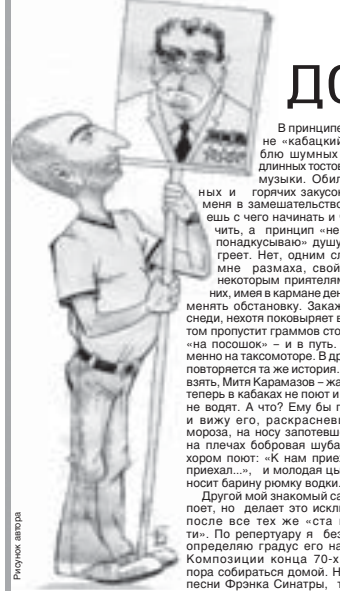 ДО
В принципе
не «кабацкий
блю шумных
длинных тостов
музыки. Обил
ных и горячих закусок
меня в замешательство
ешь с чего начинать и
чить, а принцип «не
понадкусываю» душу
греет. Нет, одним сл
мне размаха, свой
некоторым приятелям
них, имея в кармане ден
менять обстановку. Закаж
снеди, нехотя поковыряет в
том пропустит граммов сто
«на посошок» – и в путь.
менно на таксомоторе. В др
повторяется та же история.
взять, Митя Карамазов – жа
теперь в кабаках не поют и
не водят. А что? Ему бы п
и вижу его, раскрасневш
мороза, на носу запотевш
на плечах бобровая шуба
хором поют: «К нам прие
приехал...», и молодая цы
носит барину рюмку водки.
Другой мой знакомый са
поет, но делает это искл
после все тех же «ста
ти». По репертуару я без
определяю градус его на
Композиции конца 70-х
пора собираться домой. Н
песни Фрэнка Синатры, т
Рисунок автора